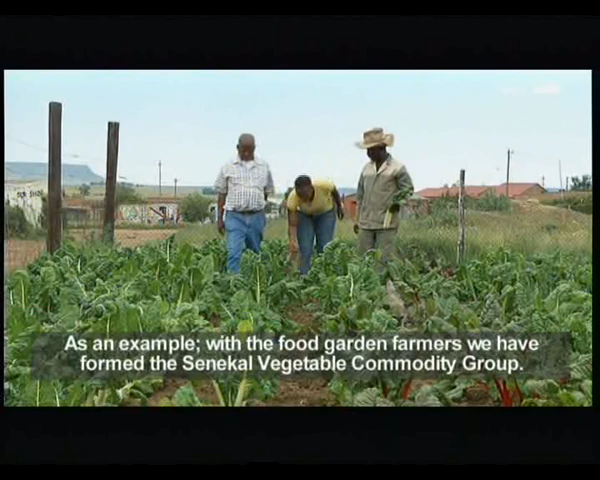 As an example; with the food garden farmers we have
formed the Senekal Vegetable Commodity Group.